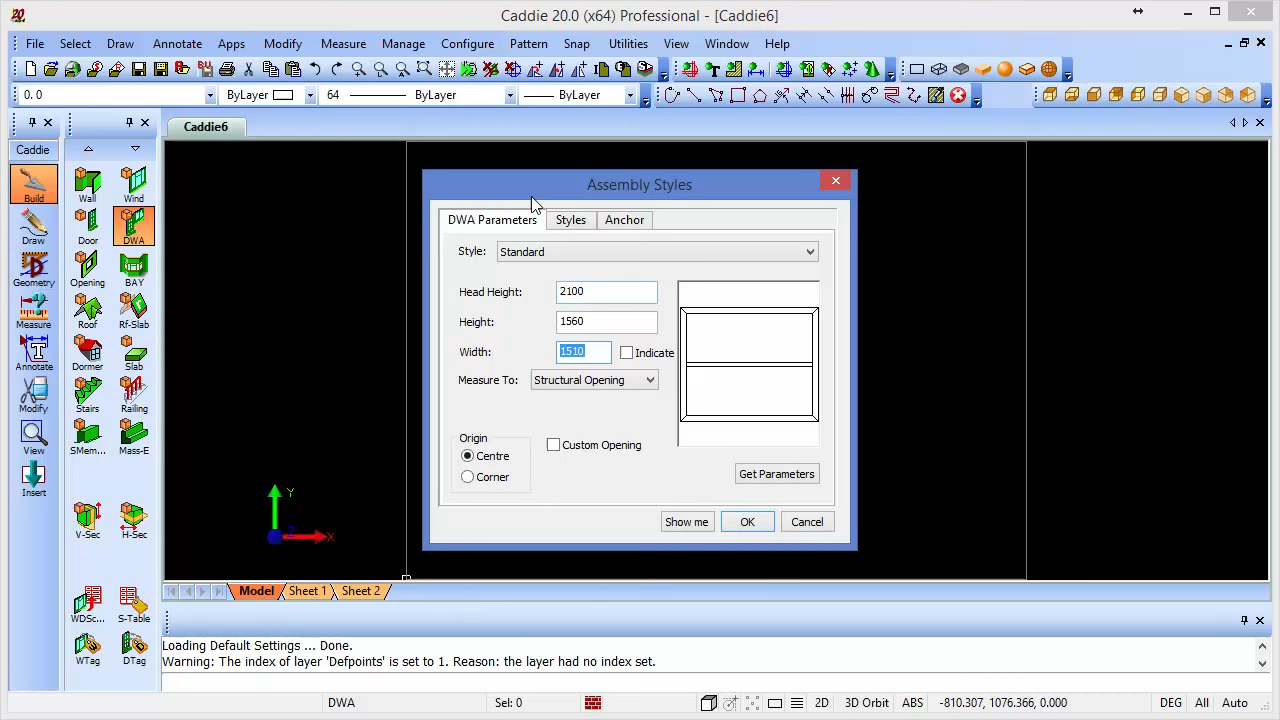 20
Caddie 20.0 (x64) Professional - [Caddie6]
File Select Draw Annotate Apps Modify Measure Manage Configure Pattern Snap Utilities View Window Help
0. 0 ByLayer 64 ByLayer ByLayer
Caddie6
Caddie
Build
Draw
Geometry
Measure
Annotate
Modify
View
Insert
Wall Wind
Door DWA
Opening BAY
Roof Rf-Slab
Dormer Slab
Stairs Railing
SMem... Mass-E
V-Sec H-Sec
WDSc... S-Table
WTag DTag
Assembly Styles
DWA Parameters Styles Anchor
Style: Standard
Head Height: 2100
Height: 1560
Width: 1510 Indicate
Measure To: Structural Opening
Origin
Centre
Corner
Custom Opening
Get Parameters
Show me OK Cancel
Y
Z
X
Model Sheet 1 Sheet 2
Loading Default Settings ... Done.
Warning: The index of layer 'Defpoints' is set to 1. Reason: the layer had no index set.
DWA Sel: 0 2D 3D Orbit ABS -810.307, 1076.366, 0.000 DEG All Auto